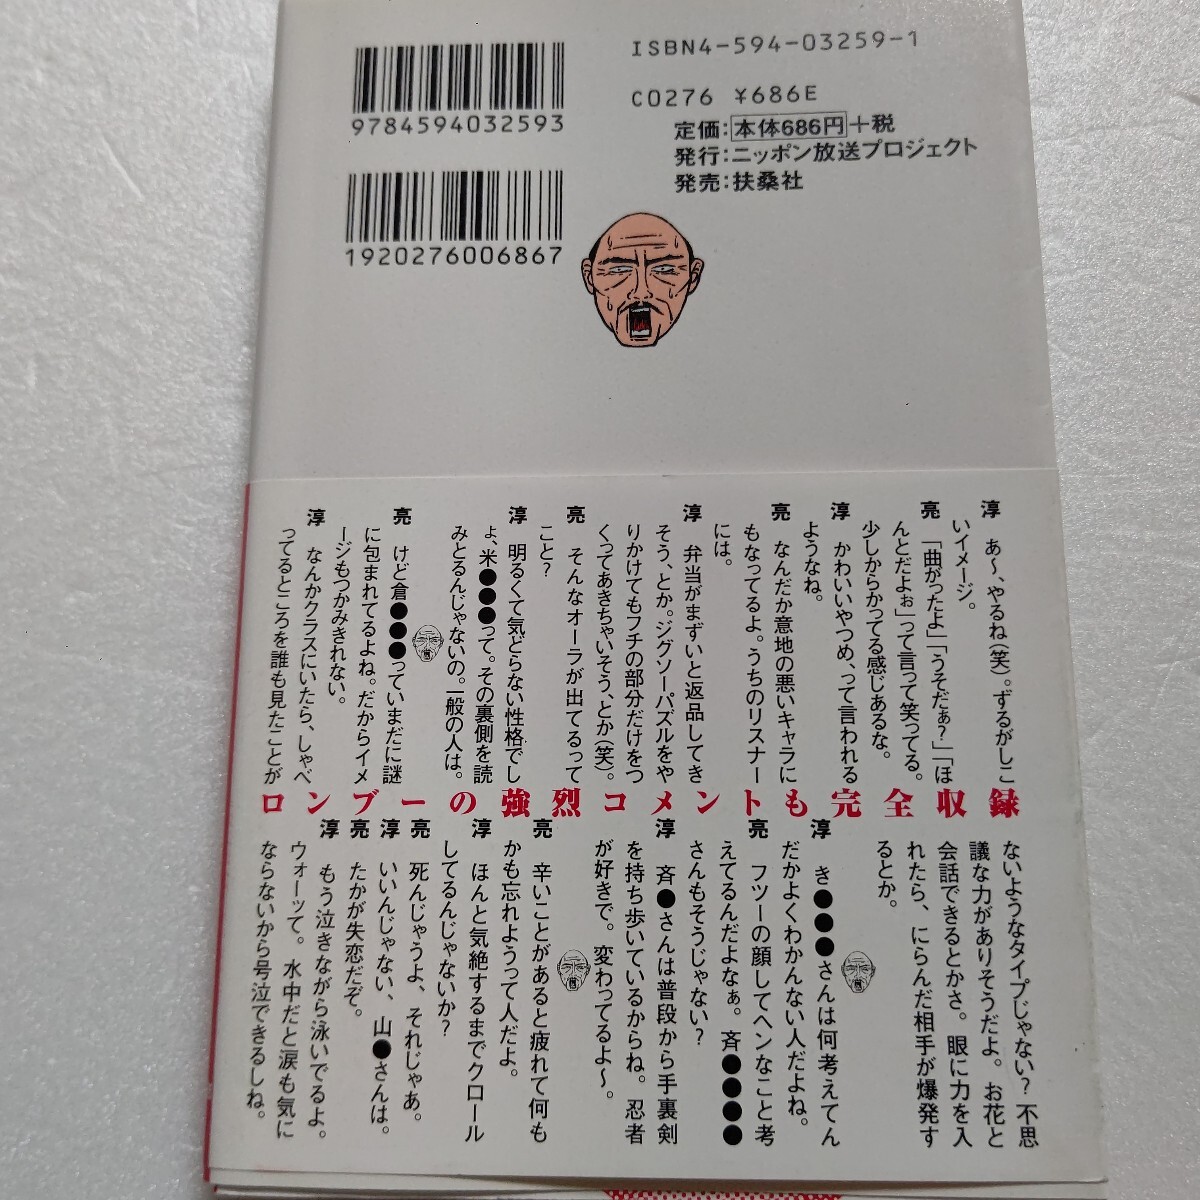 ISBN4-594-03259-1
C0276 ¥686E
9784594032593
定価：本体686円+税
発行：ニッポン放送プロジェクト
発売：扶桑社
1920276006867
淳　あ〜、やるね(笑)。ずるがしこ
いイメージ。
亮　「曲がったよ」「うそだぁ？」「ほ
んとだよぉ」って言って笑ってる。
少しからかってる感じあるな。
淳　かわいいやつめ、って言われる
ようなね。
亮　なんだか意地の悪いキャラに
もなってるよ。うちのリスナー
には。
淳　弁当がまずいと返品してき
そう、とか。ジグソーパズルをや
りかけてもフチの部分だけをつ
くってあきちゃいそう、とか(笑)。
亮　そんなオーラが出てるって
こと？
淳　明るくて気どらない性格でし
ょ、米●●●って。その裏側を読
みとるんじゃないの。一般の人は。
亮　けど倉●●●っていまだに謎
に包まれてるよね。だからイメ
ージもつかみきれない。
淳　なんかクラスにいたら、しゃべ
ってるところを誰も見たことが
ロンブーの強烈コメントも完全収録
ないようなタイプじゃない？不思
議な力がありそうだよ。お花と
会話できるとかさ。眼に力を入
れたら、にらんだ相手が爆発す
るとか。
淳　き●●●さんは何考えてん
だかよくわかんない人だよね。
亮　フツーの顔してヘンなこと考
えてるんだよなぁ。斉●●●●
さんもそうじゃない？
淳　斉●さんは普段から手裏剣
を持ち歩いているからね。忍者
が好きで。変わってるよ〜。
亮　辛いことがあると疲れて何も
かも忘れようって人だよ。
淳　ほんと気絶するまでクロール
してるんじゃないか？
亮　死んじゃうよ、それじゃあ。
淳　いいんじゃない、山●さんは。
亮　たかが失恋だぞ。
淳　もう泣きながら泳いでるよ。
ウォーッて。水中だと涙も気に
ならないから号泣できるしね。